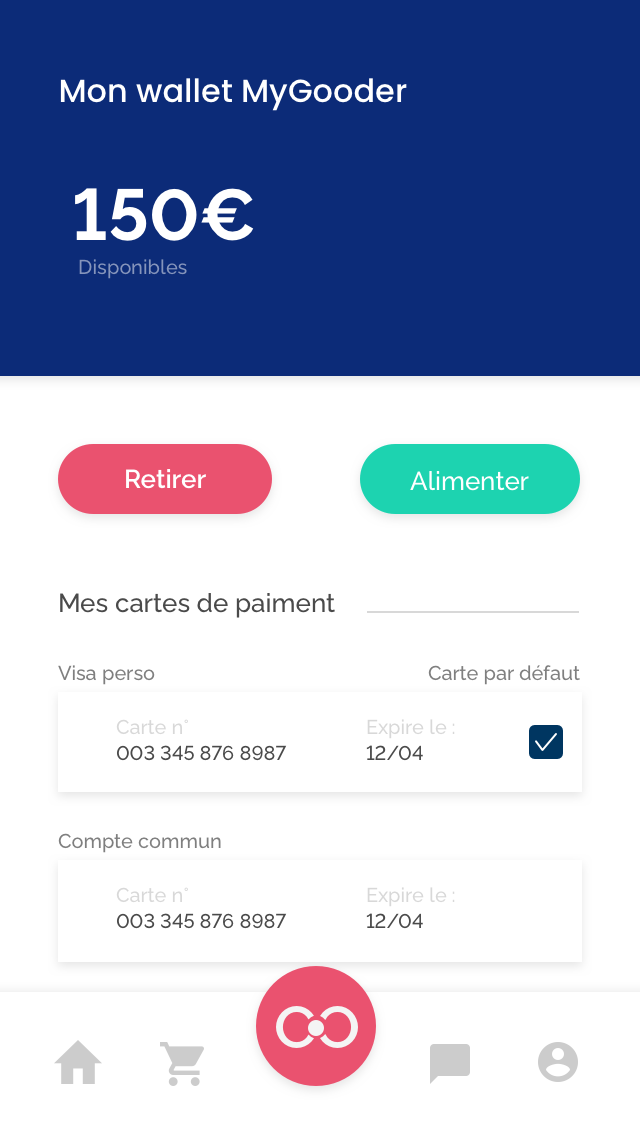 Mon wallet MyGooder
150€
Disponibles
Retirer
Alimenter
Mes cartes de paiment
Visa perso
Carte par défaut
Carte n°
Expire le :
003 345 876 8987
12/04
Compte commun
Carte n°
Expire le :
003 345 876 8987
12/04